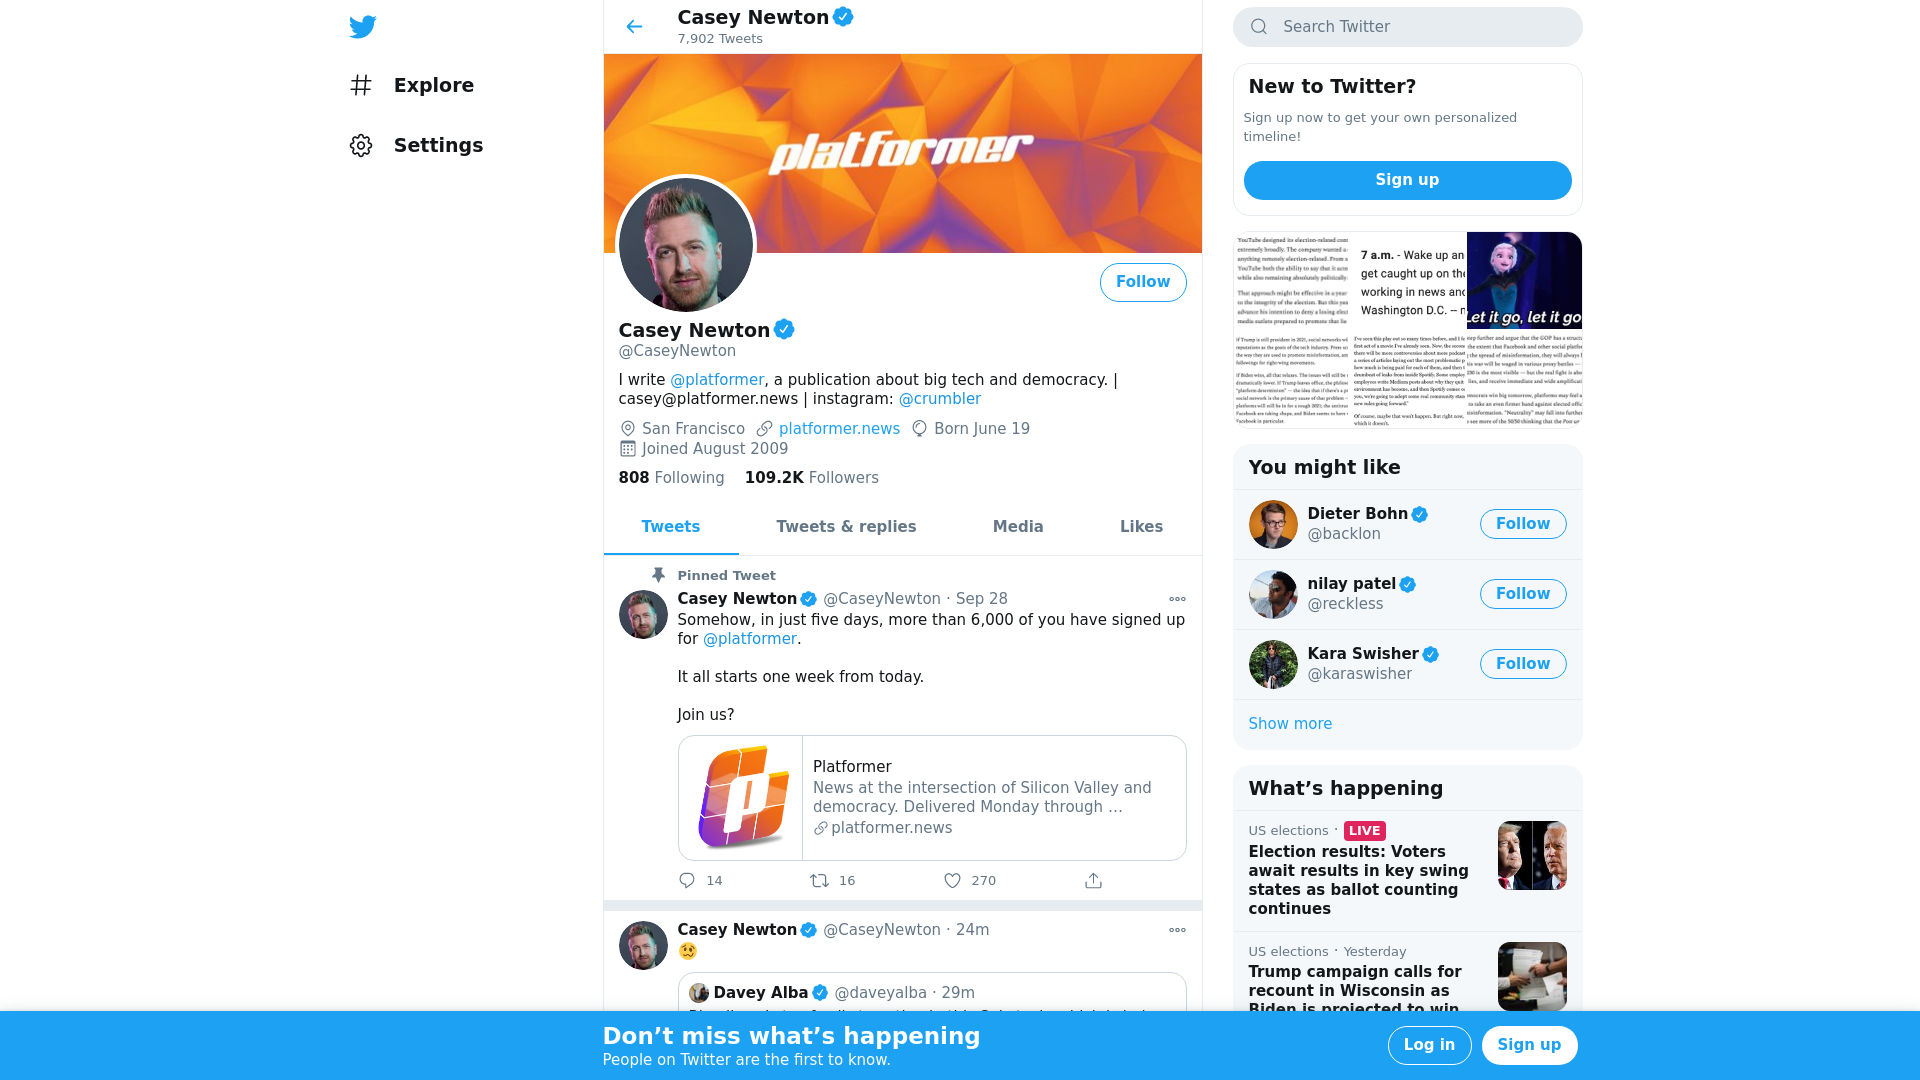 Explore
Settings
Casey Newton
7,902 Tweets
platformer
Follow
Casey Newton
@CaseyNewton
I write @platformer, a publication about big tech and democracy. |
casey@platformer.news | instagram: @crumbler
San Francisco platformer.news Born June 19
Joined August 2009
808 Following 109.2K Followers
Tweets Tweets & replies Media Likes
Pinned Tweet
Casey Newton @CaseyNewton · Sep 28
Somehow, in just five days, more than 6,000 of you have signed up
for @platformer.
It all starts one week from today.
Join us?
Platformer
News at the intersection of Silicon Valley and
democracy. Delivered Monday through …
platformer.news
14 16 270
Casey Newton @CaseyNewton · 24m
Davey Alba @daveyalba · 29m
Search Twitter
New to Twitter?
Sign up now to get your own personalized
timeline!
Sign up
7 a.m. - Wake up an
get caught up on the
working in news and
Washington D.C. --
Let it go, let it go
You might like
Dieter Bohn
@backlon
Follow
nilay patel
@reckless
Follow
Kara Swisher
@karaswisher
Follow
Show more
What’s happening
US elections · LIVE
Election results: Voters
await results in key swing
states as ballot counting
continues
US elections · Yesterday
Trump campaign calls for
recount in Wisconsin as
Biden is projected to win
Don’t miss what’s happening
People on Twitter are the first to know.
Log in
Sign up